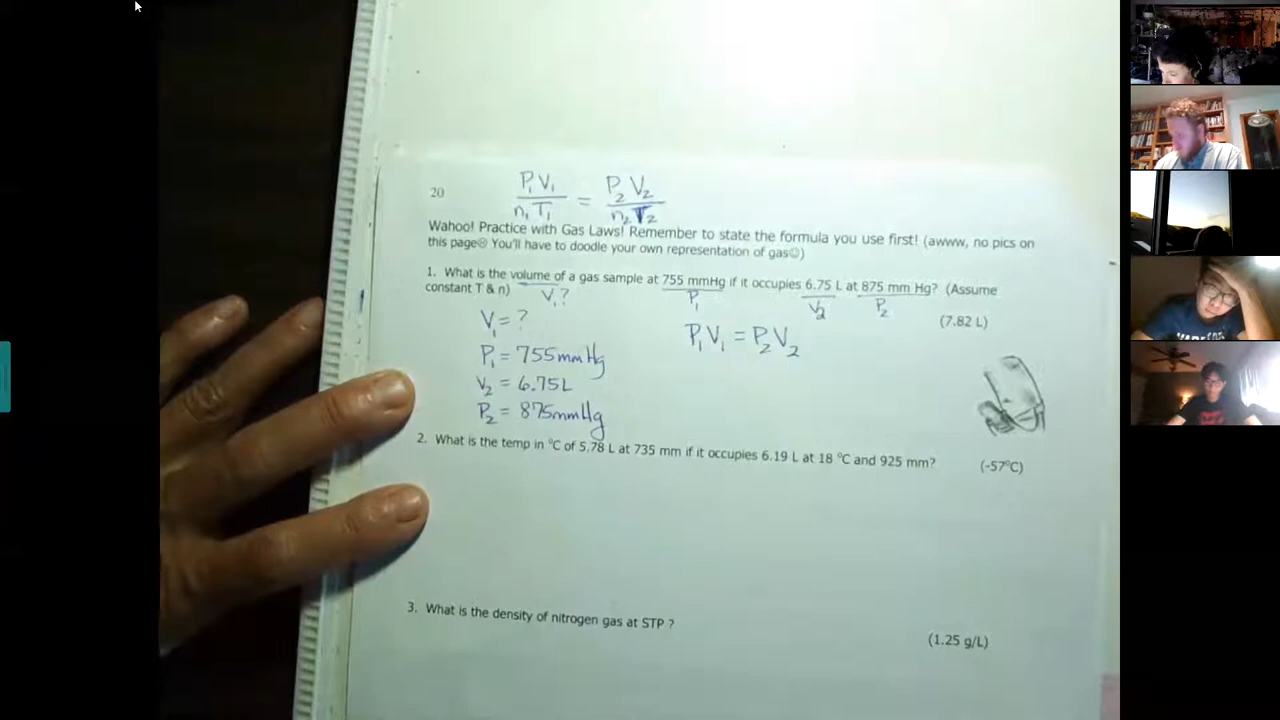 20
P₁V₁ / n₁T₁ = P₂V₂ / n₂T₂
Wahoo! Practice with Gas Laws! Remember to state the formula you use first! (awww, no pics on
this page☹ You'll have to doodle your own representation of gas☺)
1. What is the volume of a gas sample at 755 mmHg if it occupies 6.75 L at 875 mm Hg? (Assume
constant T & n)
V₁? P₁ V₂ P₂
(7.82 L)
V₁ = ?
P₁V₁ = P₂V₂
P₁ = 755mmHg
V₂ = 6.75L
P₂ = 875mmHg
2. What is the temp in °C of 5.78 L at 735 mm if it occupies 6.19 L at 18 °C and 925 mm?
(-57°C)
3. What is the density of nitrogen gas at STP ?
(1.25 g/L)